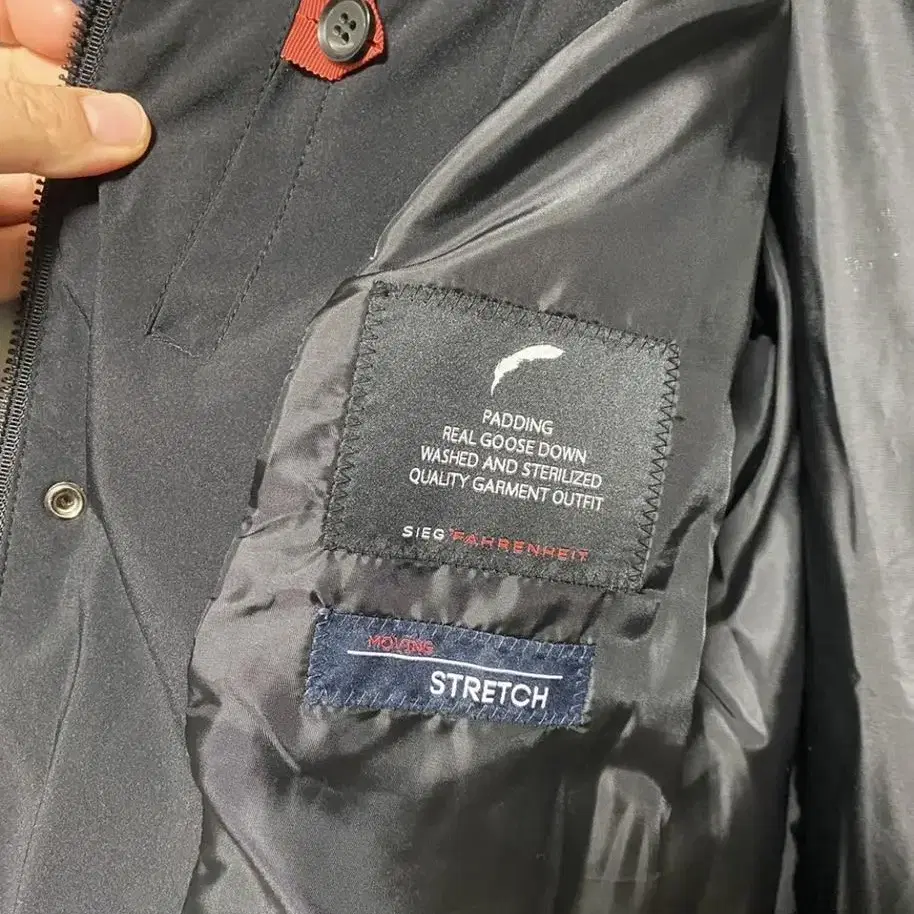 PADDING
REAL GOOSE DOWN
WASHED AND STERILIZED
QUALITY GARMENT OUTFIT
SIEG FAHRENHEIT
MOVING
STRETCH